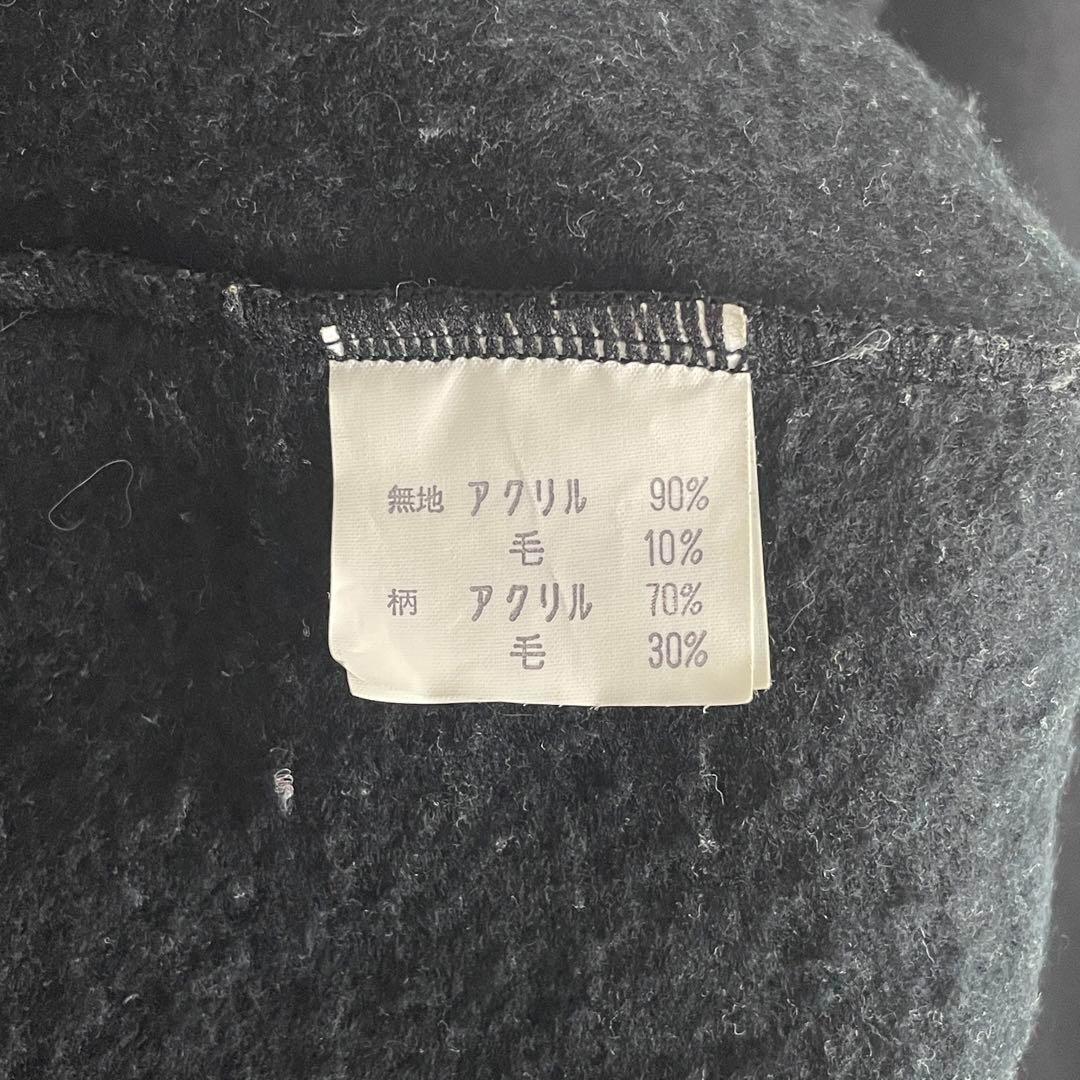 無地 アクリル 90%
毛 10%
柄 アクリル 70%
毛 30%